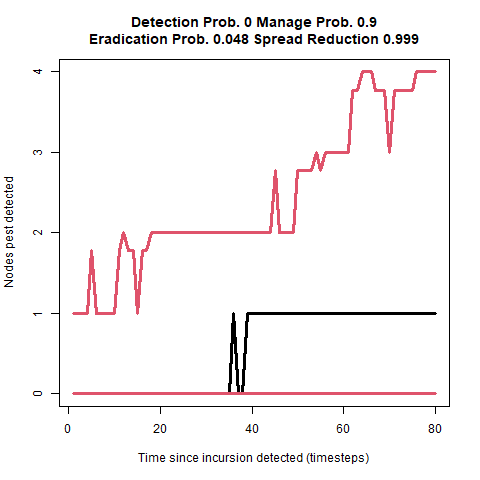 Detection Prob. 0 Manage Prob. 0.9
Eradication Prob. 0.048 Spread Reduction 0.999
4
3
2
1
0
Nodes pest detected
0 20 40 60 80
Time since incursion detected (timesteps)